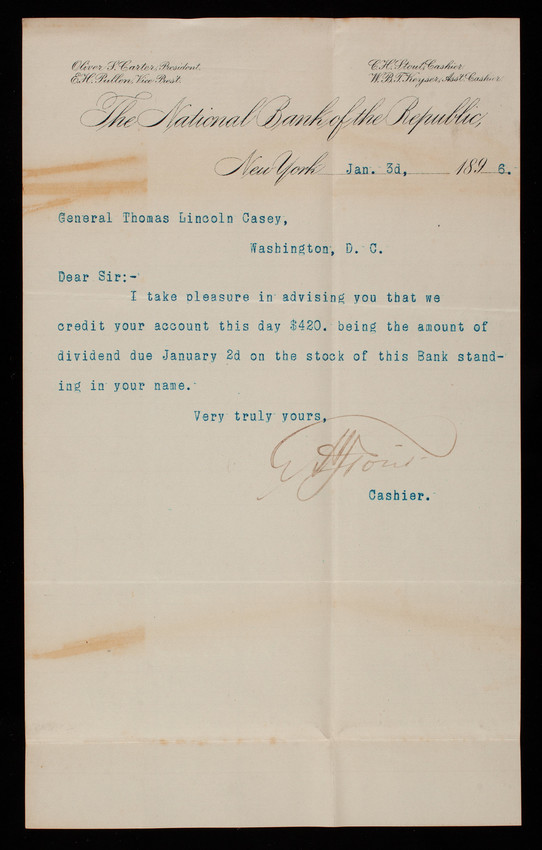 Oliver S. Carter, President.
E.H. Pullen, Vice Prest.
C.H. Stout, Cashier
W.B.T. Keyser, Asst. Cashier
The National Bank of the Republic,
New York Jan. 3d, 1896.
General Thomas Lincoln Casey,
Washington, D. C.
Dear Sir:-
I take pleasure in advising you that we
credit your account this day $420. being the amount of
dividend due January 2d on the stock of this Bank stand-
ing in your name.
Very truly yours,
C H Stout
Cashier.